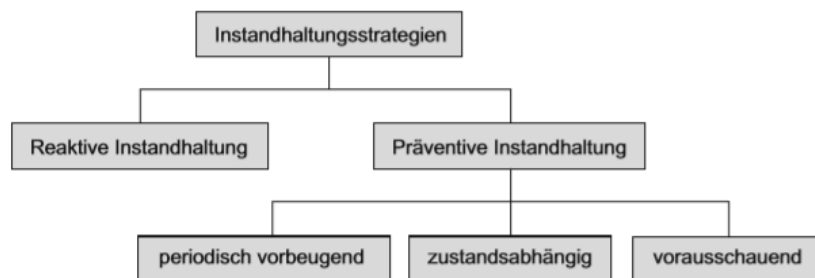 Instandhaltungsstrategien
Reaktive Instandhaltung
Präventive Instandhaltung
periodisch vorbeugend
zustandsabhängig
vorausschauend